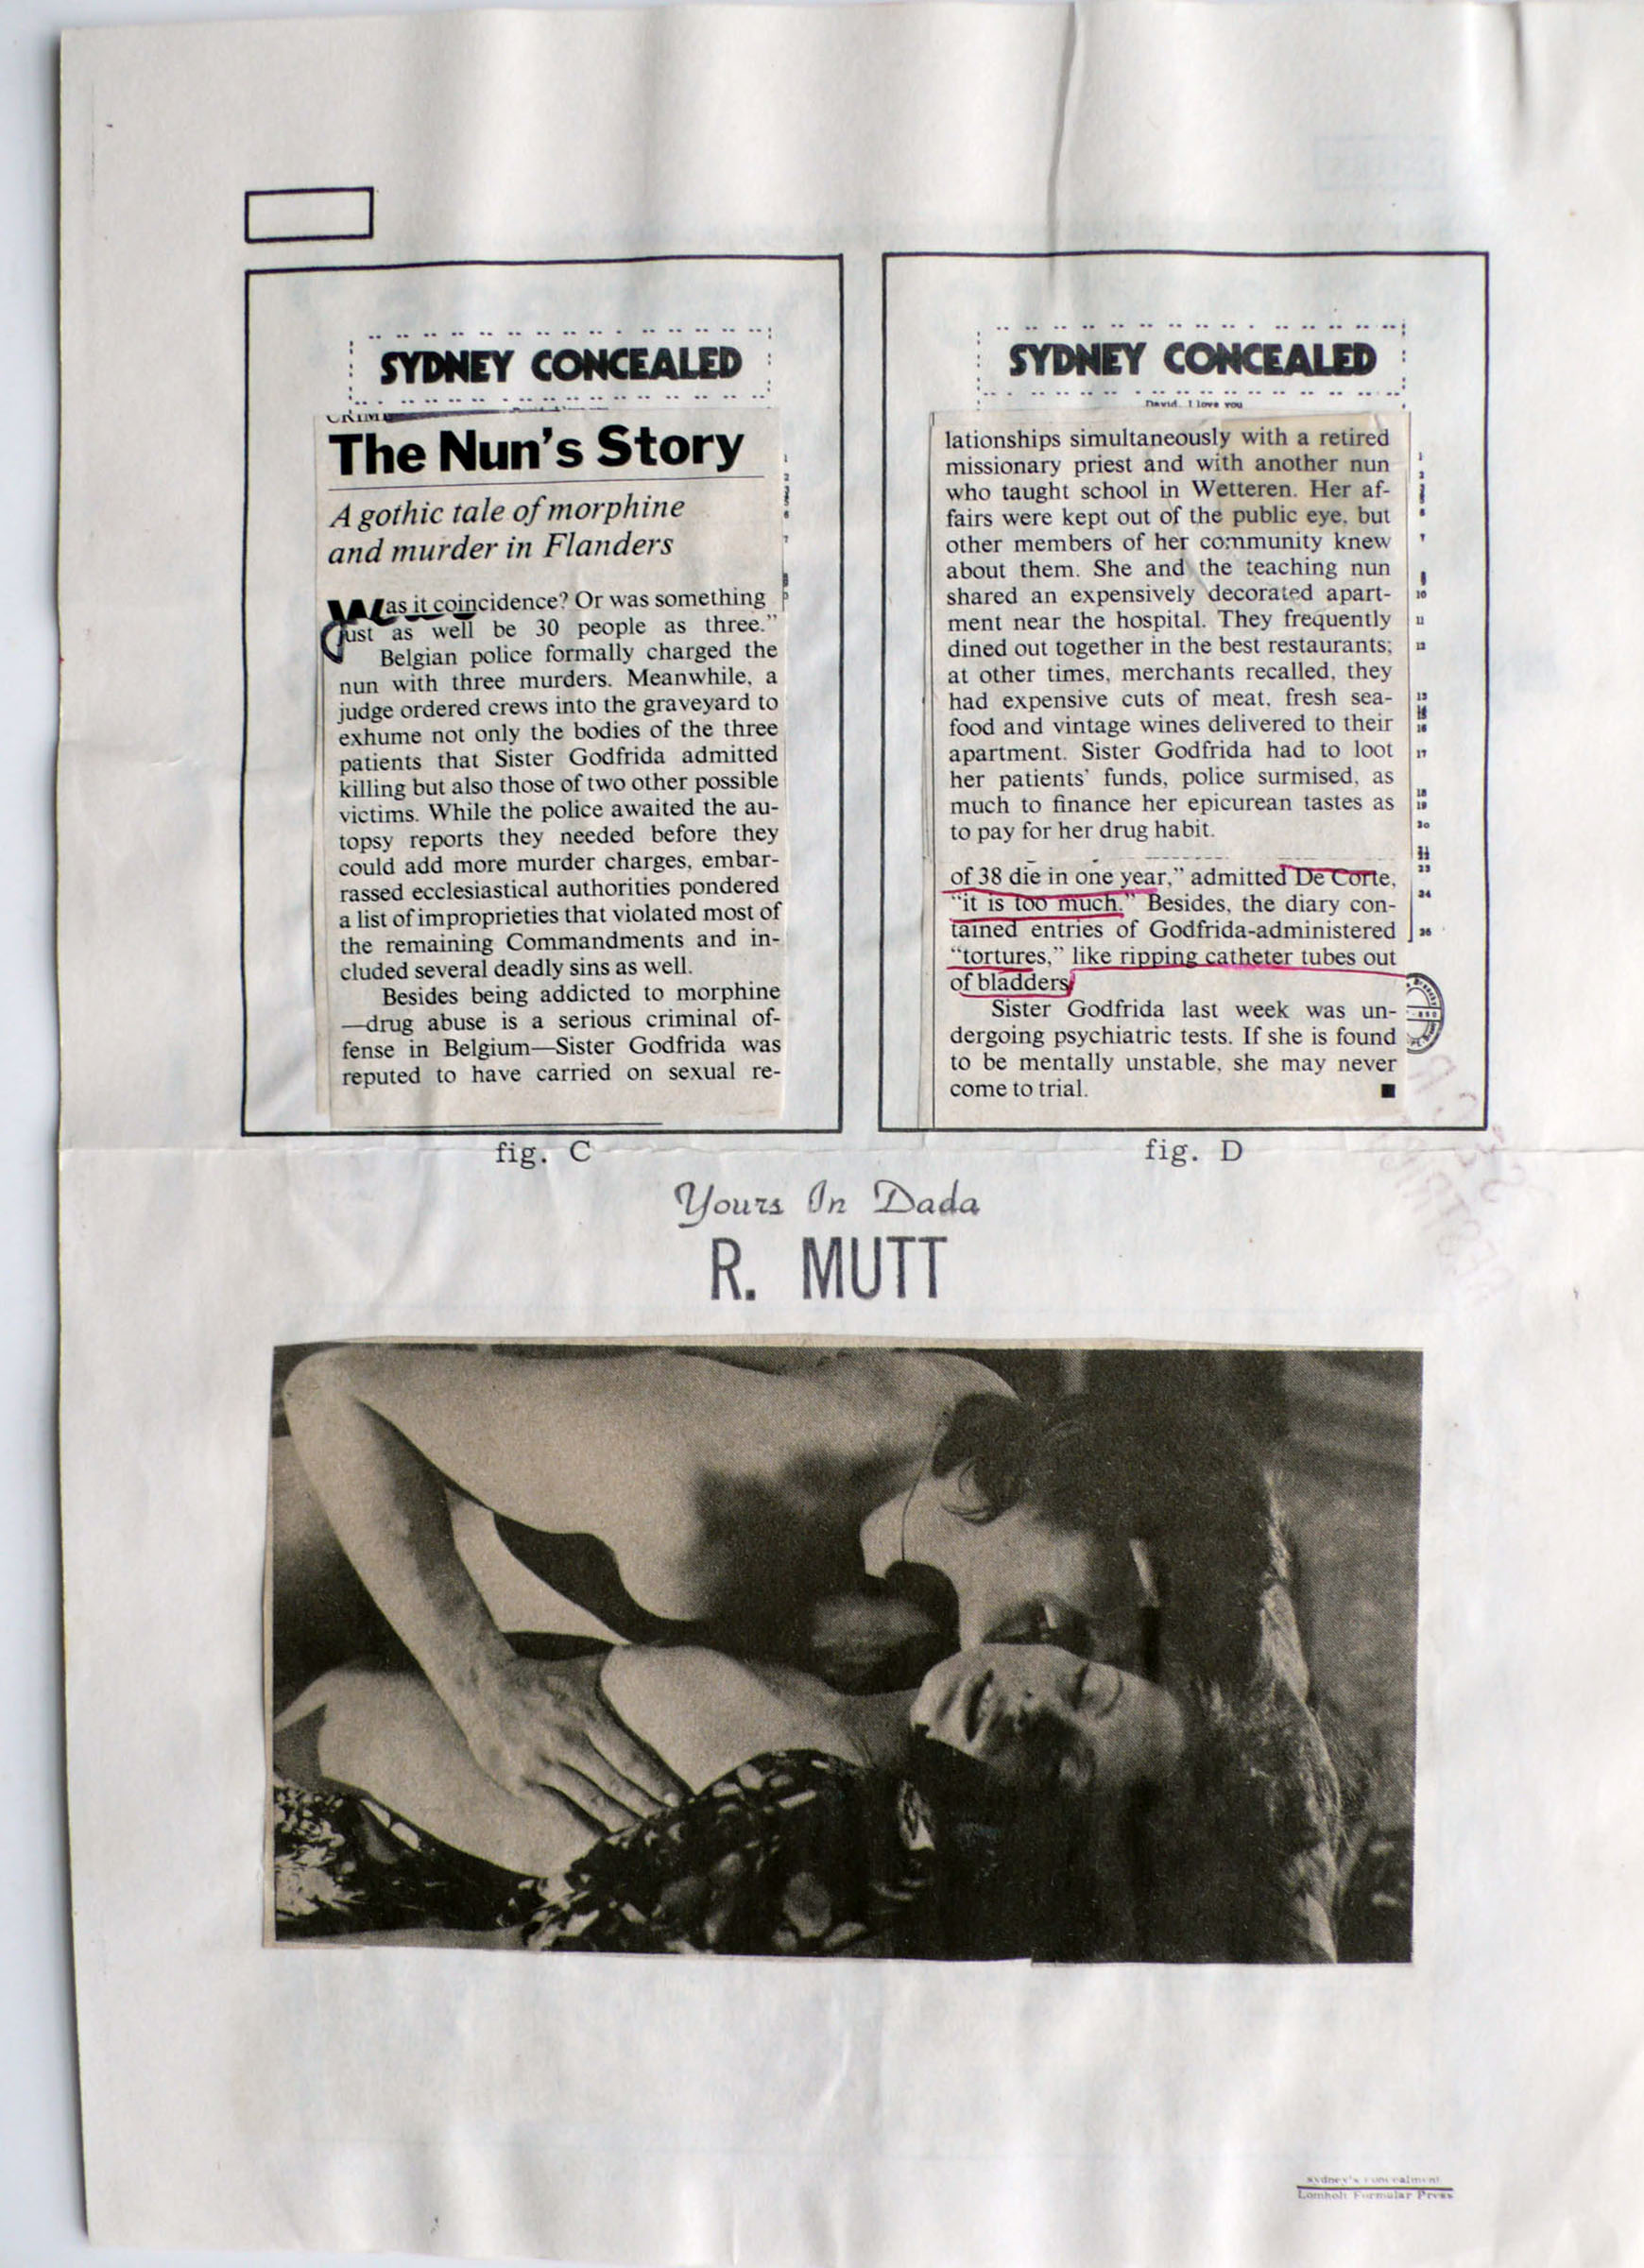 SYDNEY CONCEALED
The Nun's Story
A gothic tale of morphine
and murder in Flanders
Was it coincidence? Or was something
just as well be 30 people as three."
Belgian police formally charged the
nun with three murders. Meanwhile, a
judge ordered crews into the graveyard to
exhume not only the bodies of the three
patients that Sister Godfrida admitted
killing but also those of two other possible
victims. While the police awaited the au-
topsy reports they needed before they
could add more murder charges, embar-
rassed ecclesiastical authorities pondered
a list of improprieties that violated most of
the remaining Commandments and in-
cluded several deadly sins as well.
Besides being addicted to morphine
—drug abuse is a serious criminal of-
fense in Belgium—Sister Godfrida was
reputed to have carried on sexual re-
fig. C
SYDNEY CONCEALED
David. I love you
lationships simultaneously with a retired
missionary priest and with another nun
who taught school in Wetteren. Her af-
fairs were kept out of the public eye, but
other members of her community knew
about them. She and the teaching nun
shared an expensively decorated apart-
ment near the hospital. They frequently
dined out together in the best restaurants;
at other times, merchants recalled, they
had expensive cuts of meat, fresh sea-
food and vintage wines delivered to their
apartment. Sister Godfrida had to loot
her patients' funds, police surmised, as
much to finance her epicurean tastes as
to pay for her drug habit.
of 38 die in one year," admitted De Corte,
"it is too much." Besides, the diary con-
tained entries of Godfrida-administered
"tortures," like ripping catheter tubes out
of bladders
Sister Godfrida last week was un-
dergoing psychiatric tests. If she is found
to be mentally unstable, she may never
come to trial.
fig. D
Yours In Dada
R. MUTT
Sydney's concealment
Lomholt Formular Press